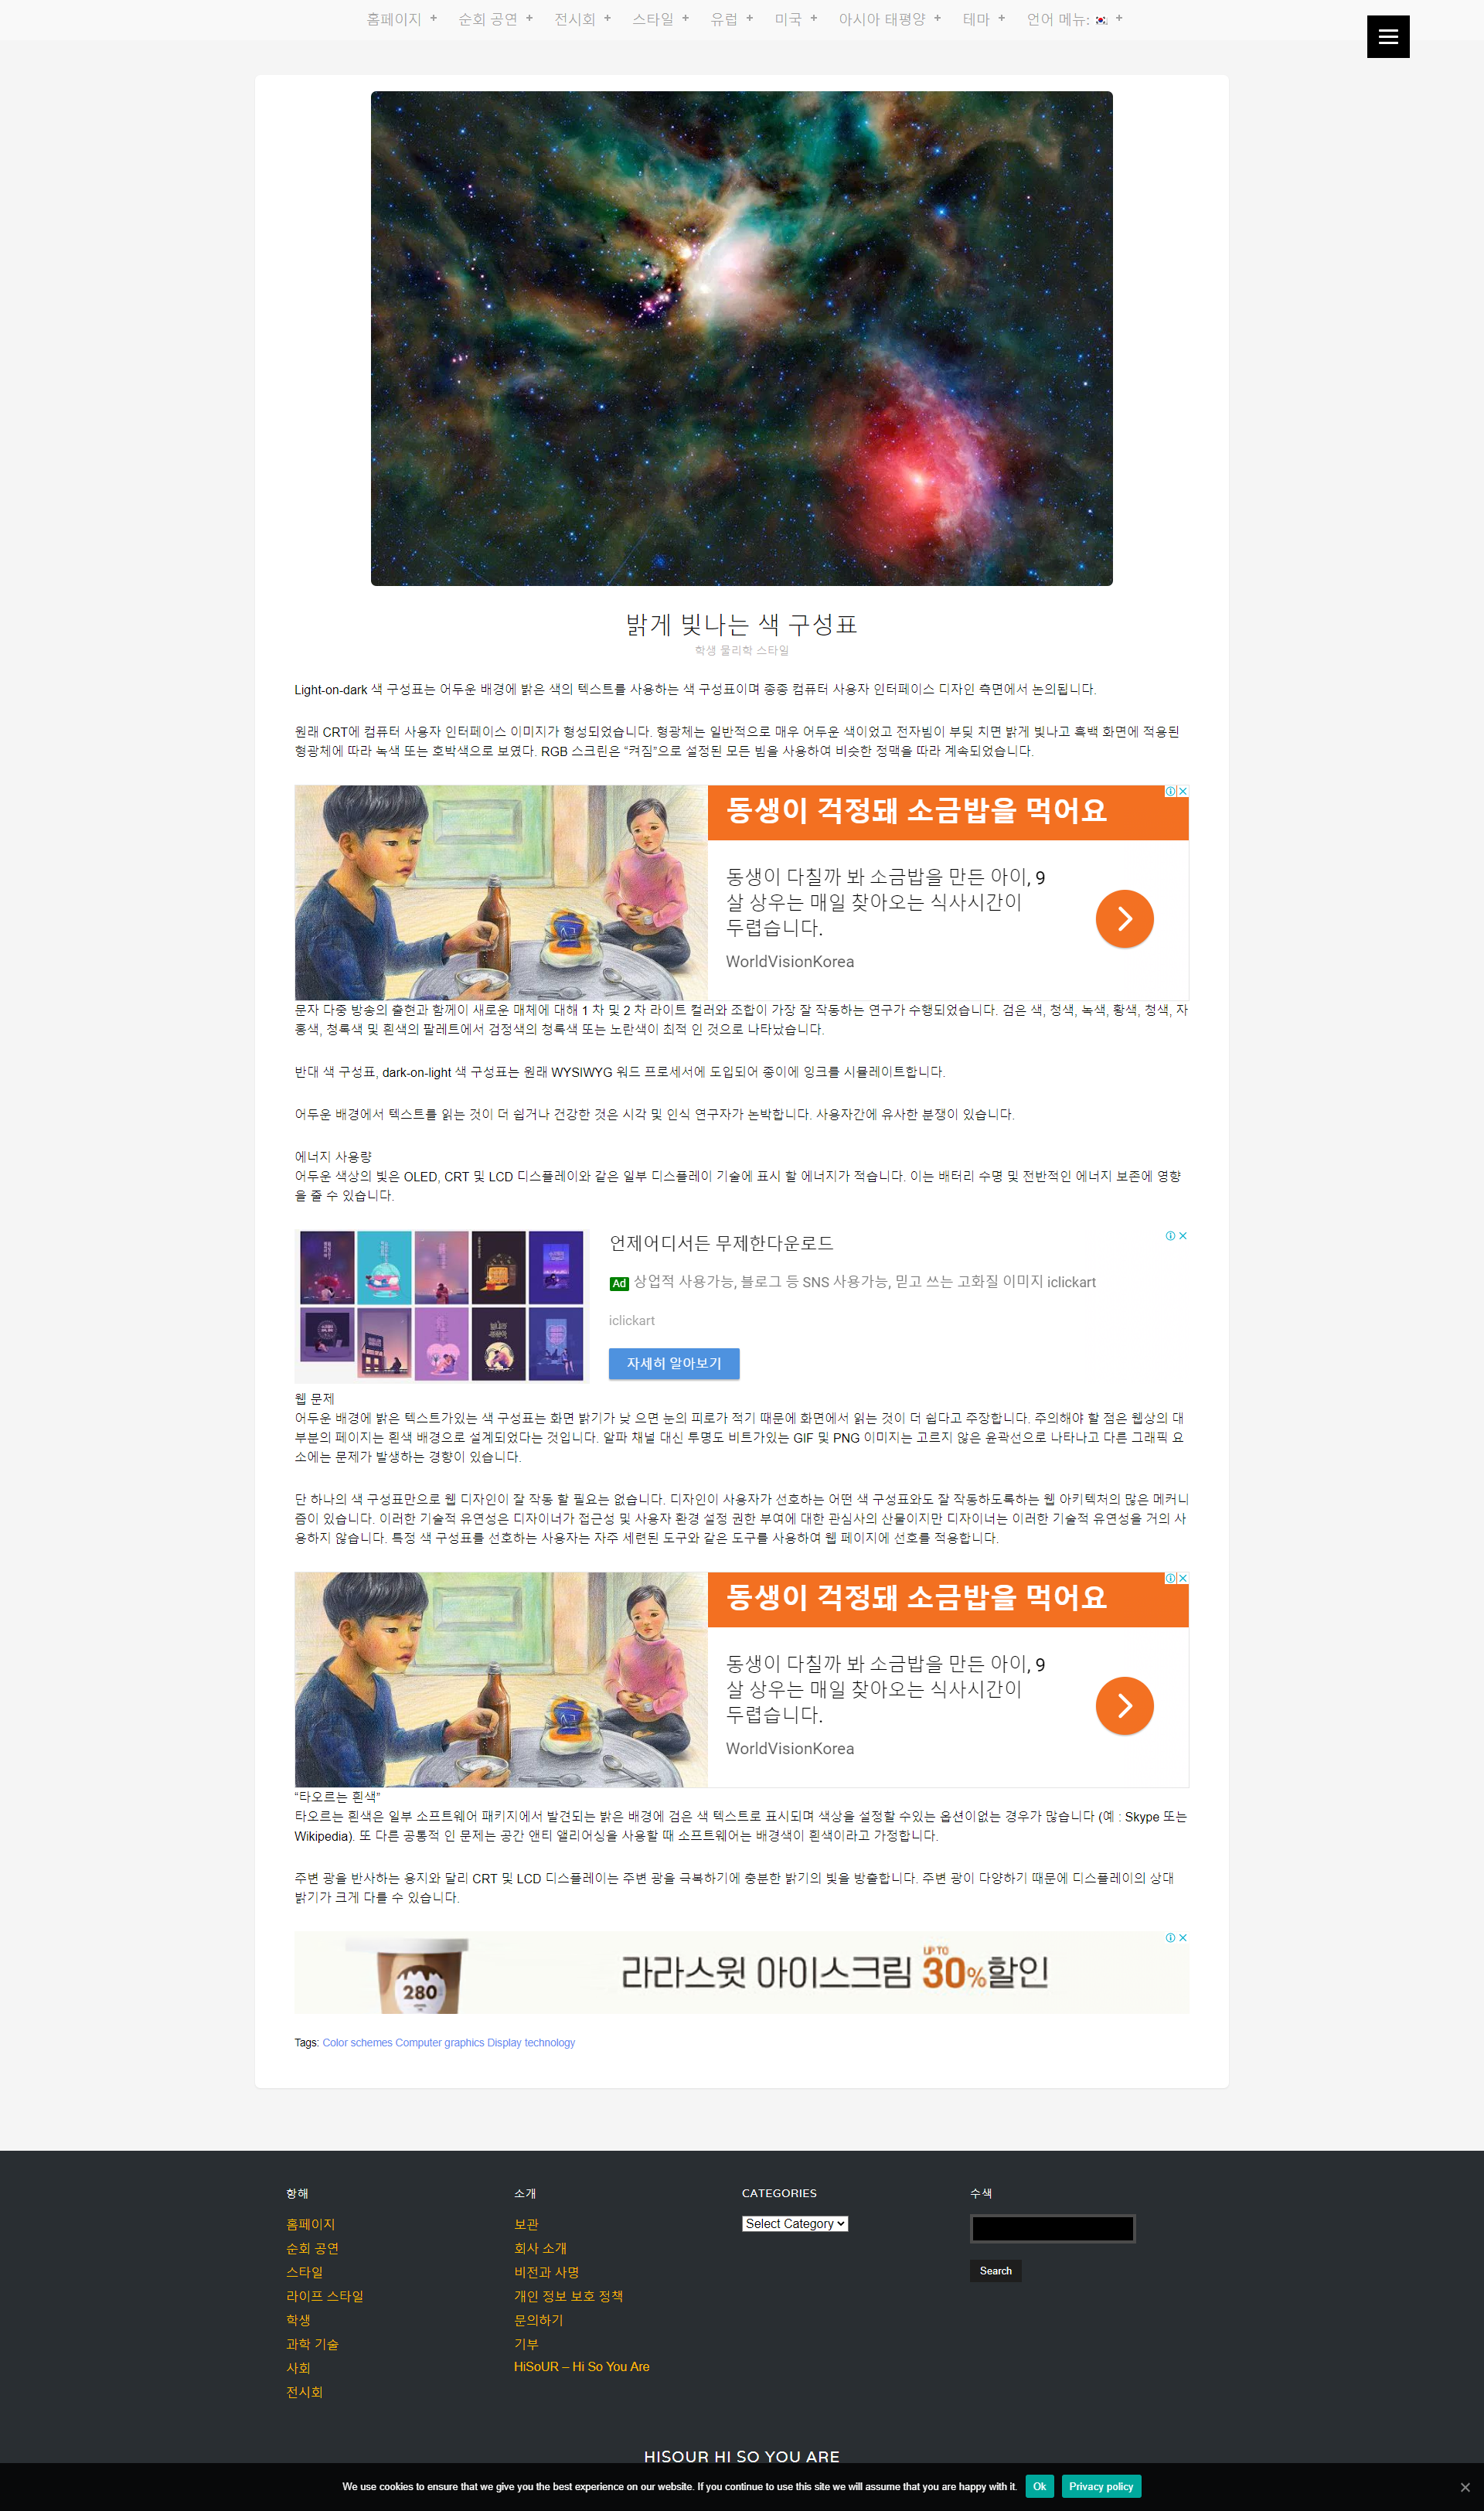 홈페이지 + 순회 공연 + 전시회 + 스타일 + 유럽 + 미국 + 아시아 태평양 + 테마 + 언어 메뉴: +
밝게 빛나는 색 구성표
학생 물리학 스타일
Light-on-dark 색 구성표는 어두운 배경에 밝은 색의 텍스트를 사용하는 색 구성표이며 종종 컴퓨터 사용자 인터페이스 디자인 측면에서 논의됩니다.
원래 CRT에 컴퓨터 사용자 인터페이스 이미지가 형성되었습니다. 형광체는 일반적으로 매우 어두운 색이었고 전자빔이 부딪 치면 밝게 빛나고 흑백 화면에 적용된
형광체에 따라 녹색 또는 호박색으로 보였다. RGB 스크린은 “켜짐”으로 설정된 모든 빔을 사용하여 비슷한 정맥을 따라 계속되었습니다.
동생이 걱정돼 소금밥을 먹어요
동생이 다칠까 봐 소금밥을 만든 아이, 9
살 상우는 매일 찾아오는 식사시간이
두렵습니다.
WorldVisionKorea
문자 다중 방송의 출현과 함께이 새로운 매체에 대해 1 차 및 2 차 라이트 컬러와 조합이 가장 잘 작동하는 연구가 수행되었습니다. 검은 색, 청색, 녹색, 황색, 청색, 자
홍색, 청록색 및 흰색의 팔레트에서 검정색의 청록색 또는 노란색이 최적 인 것으로 나타났습니다.
반대 색 구성표, dark-on-light 색 구성표는 원래 WYSIWYG 워드 프로세서에 도입되어 종이에 잉크를 시뮬레이트합니다.
어두운 배경에서 텍스트를 읽는 것이 더 쉽거나 건강한 것은 시각 및 인식 연구자가 논박합니다. 사용자간에 유사한 분쟁이 있습니다.
에너지 사용량
어두운 색상의 빛은 OLED, CRT 및 LCD 디스플레이와 같은 일부 디스플레이 기술에 표시 할 에너지가 적습니다. 이는 배터리 수명 및 전반적인 에너지 보존에 영향
을 줄 수 있습니다.
언제어디서든 무제한다운로드
Ad 상업적 사용가능, 블로그 등 SNS 사용가능, 믿고 쓰는 고화질 이미지 iclickart
iclickart
자세히 알아보기
웹 문제
어두운 배경에 밝은 텍스트가있는 색 구성표는 화면 밝기가 낮 으면 눈의 피로가 적기 때문에 화면에서 읽는 것이 더 쉽다고 주장합니다. 주의해야 할 점은 웹상의 대
부분의 페이지는 흰색 배경으로 설계되었다는 것입니다. 알파 채널 대신 투명도 비트가있는 GIF 및 PNG 이미지는 고르지 않은 윤곽선으로 나타나고 다른 그래픽 요
소에는 문제가 발생하는 경향이 있습니다.
단 하나의 색 구성표만으로 웹 디자인이 잘 작동 할 필요는 없습니다. 디자인이 사용자가 선호하는 어떤 색 구성표와도 잘 작동하도록하는 웹 아키텍처의 많은 메커니
즘이 있습니다. 이러한 기술적 유연성은 디자이너가 접근성 및 사용자 환경 설정 권한 부여에 대한 관심사의 산물이지만 디자이너는 이러한 기술적 유연성을 거의 사
용하지 않습니다. 특정 색 구성표를 선호하는 사용자는 자주 세련된 도구와 같은 도구를 사용하여 웹 페이지에 선호를 적용합니다.
동생이 걱정돼 소금밥을 먹어요
동생이 다칠까 봐 소금밥을 만든 아이, 9
살 상우는 매일 찾아오는 식사시간이
두렵습니다.
WorldVisionKorea
“타오르는 흰색”
타오르는 흰색은 일부 소프트웨어 패키지에서 발견되는 밝은 배경에 검은 색 텍스트로 표시되며 색상을 설정할 수있는 옵션이없는 경우가 많습니다 (예 : Skype 또는
Wikipedia). 또 다른 공통적 인 문제는 공간 앤티 앨리어싱을 사용할 때 소프트웨어는 배경색이 흰색이라고 가정합니다.
주변 광을 반사하는 용지와 달리 CRT 및 LCD 디스플레이는 주변 광을 극복하기에 충분한 밝기의 빛을 방출합니다. 주변 광이 다양하기 때문에 디스플레이의 상대
밝기가 크게 다를 수 있습니다.
280
라라스윗 아이스크림 UP TO 30%할인
Tags: Color schemes Computer graphics Display technology
항해
홈페이지
순회 공연
스타일
라이프 스타일
학생
과학 기술
사회
전시회
소개
보관
회사 소개
비전과 사명
개인 정보 보호 정책
문의하기
기부
HiSoUR – Hi So You Are
CATEGORIES
Select Category
수색
Search
HISOUR HI SO YOU ARE
We use cookies to ensure that we give you the best experience on our website. If you continue to use this site we will assume that you are happy with it. Ok Privacy policy